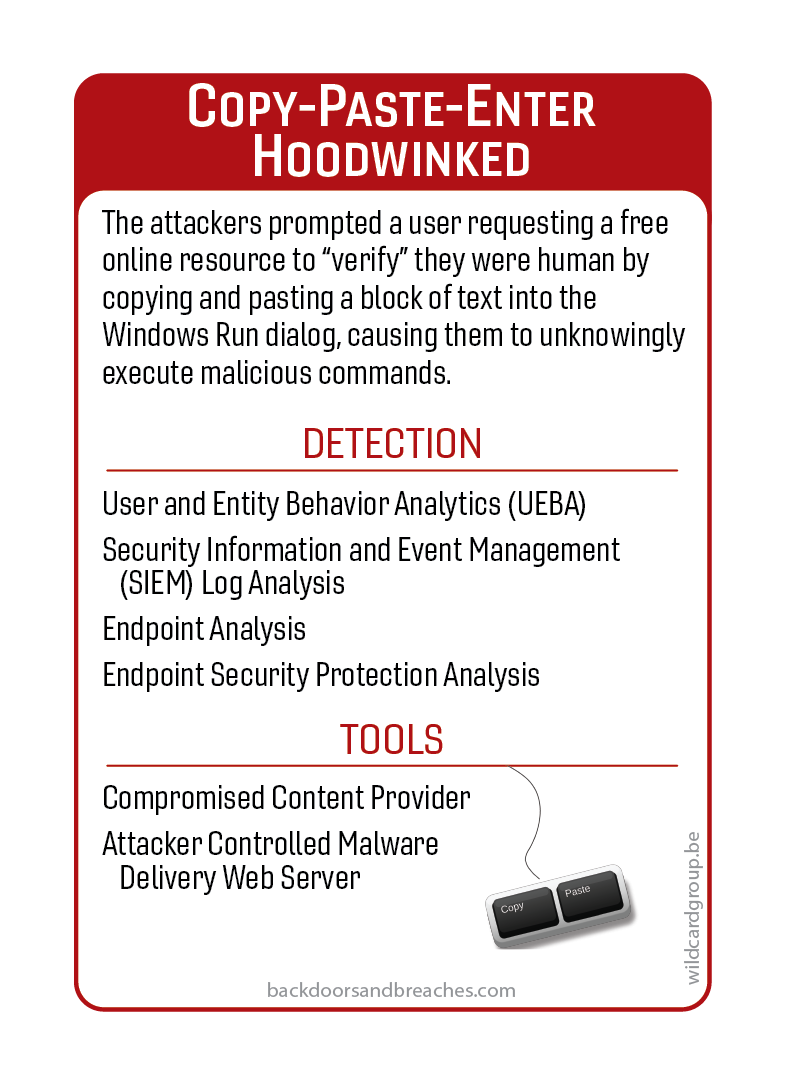 Copy-Paste-Enter
Hoodwinked
The attackers prompted a user requesting a free
online resource to “verify” they were human by
copying and pasting a block of text into the
Windows Run dialog, causing them to unknowingly
execute malicious commands.
DETECTION
User and Entity Behavior Analytics (UEBA)
Security Information and Event Management
(SIEM) Log Analysis
Endpoint Analysis
Endpoint Security Protection Analysis
TOOLS
Compromised Content Provider
Attacker Controlled Malware
Delivery Web Server
Copy
Paste
wildcardgroup.be
backdoorsandbreaches.com